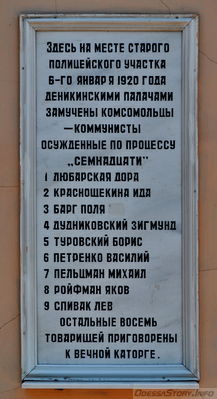 Здесь на месте старого
полицейского участка
6-го января 1920 года
деникинскими палачами
замучены комсомольцы
—коммунисты
осужденные по процессу
„семнадцати"
1 Любарская Дора
2 Краснощекина Ида
3 Барг Поля
4 Дудниковский Зигмунд
5 Туровский Борис
6 Петренко Василий
7 Пельцман Михаил
8 Ройфман Яков
9 Спивак Лев
Остальные восемь
товарищей приговорены
к вечной каторге.
OdessaStory.Info